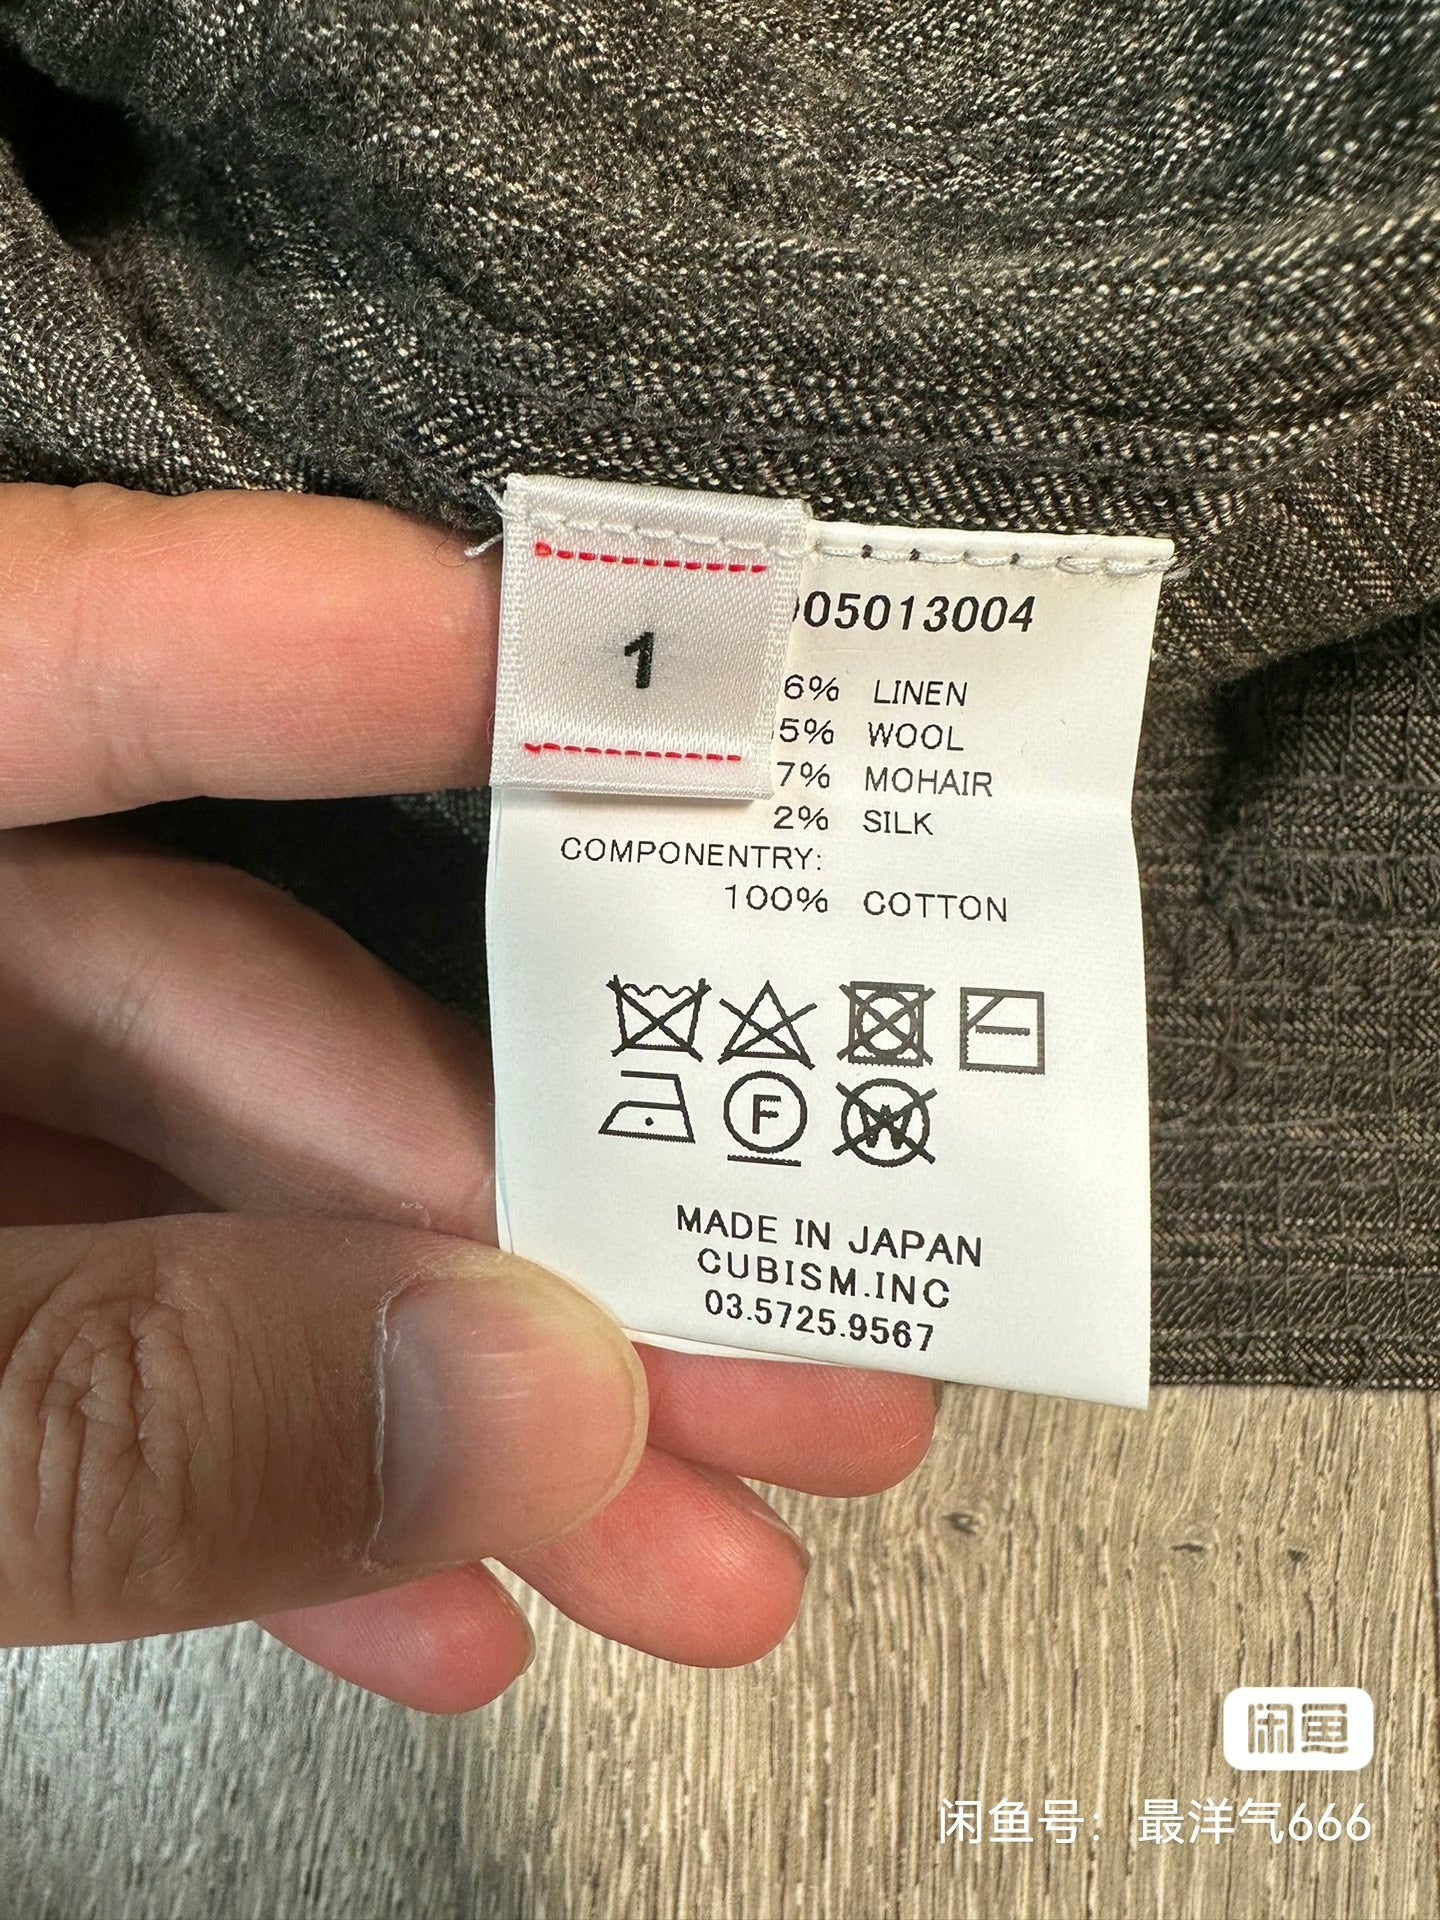 1
05013004
6% LINEN
5% WOOL
7% MOHAIR
2% SILK
COMPONENTRY:
100% COTTON
F
W
MADE IN JAPAN
CUBISM.INC
03.5725.9567
闲鱼
闲鱼号：最洋气666